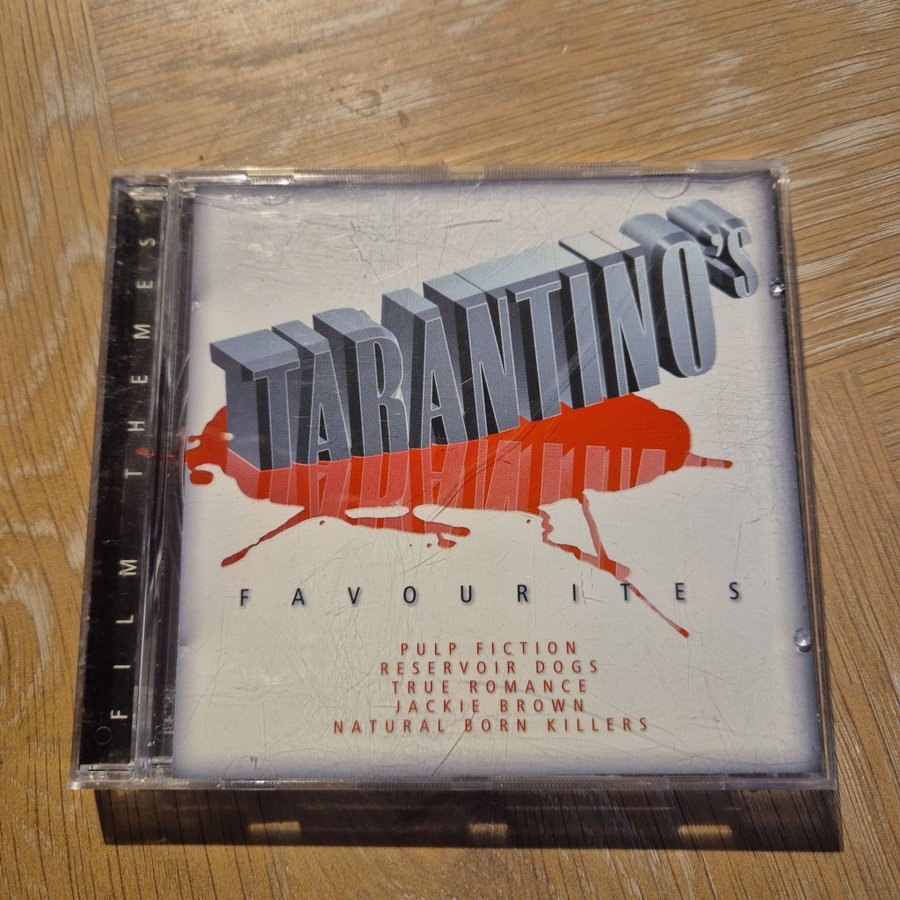 FILM THEMES
TARANTINO'S
FAVOURITES
PULP FICTION
RESERVOIR DOGS
TRUE ROMANCE
JACKIE BROWN
NATURAL BORN KILLERS